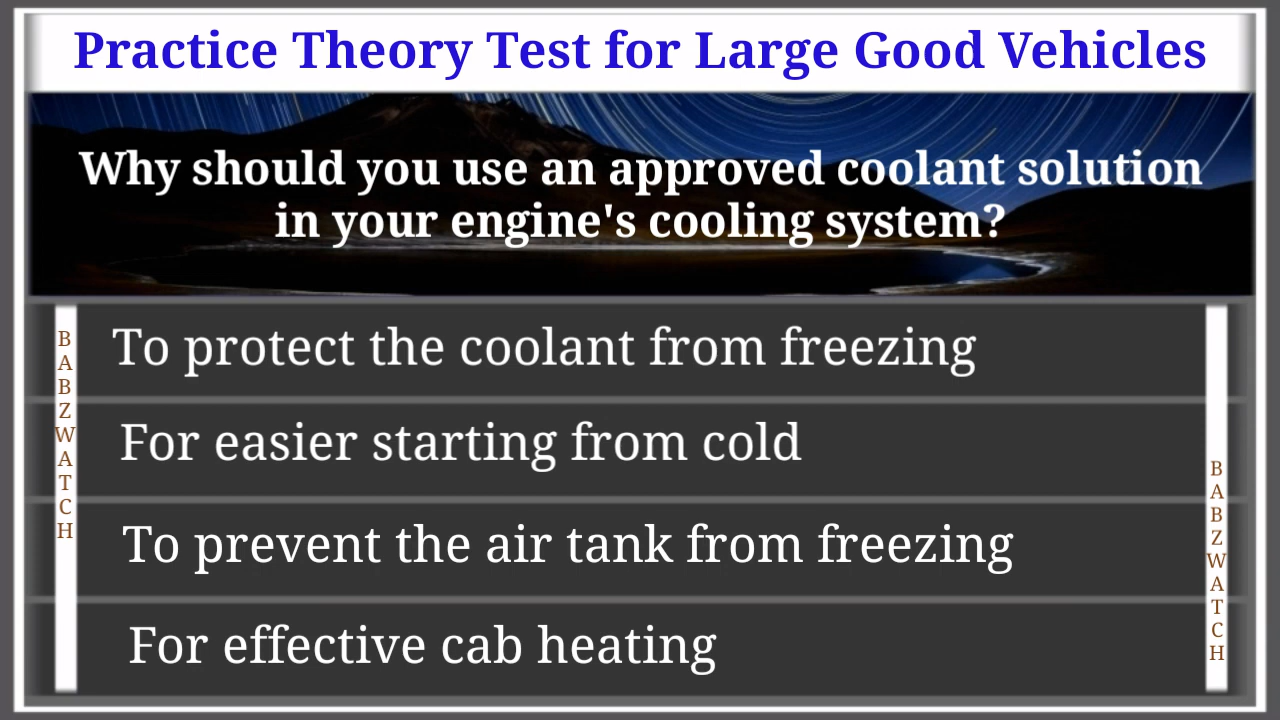 Practice Theory Test for Large Good Vehicles
Why should you use an approved coolant solution
in your engine's cooling system?
To protect the coolant from freezing
For easier starting from cold
To prevent the air tank from freezing
For effective cab heating
BABZWATCH
BABZWATCH